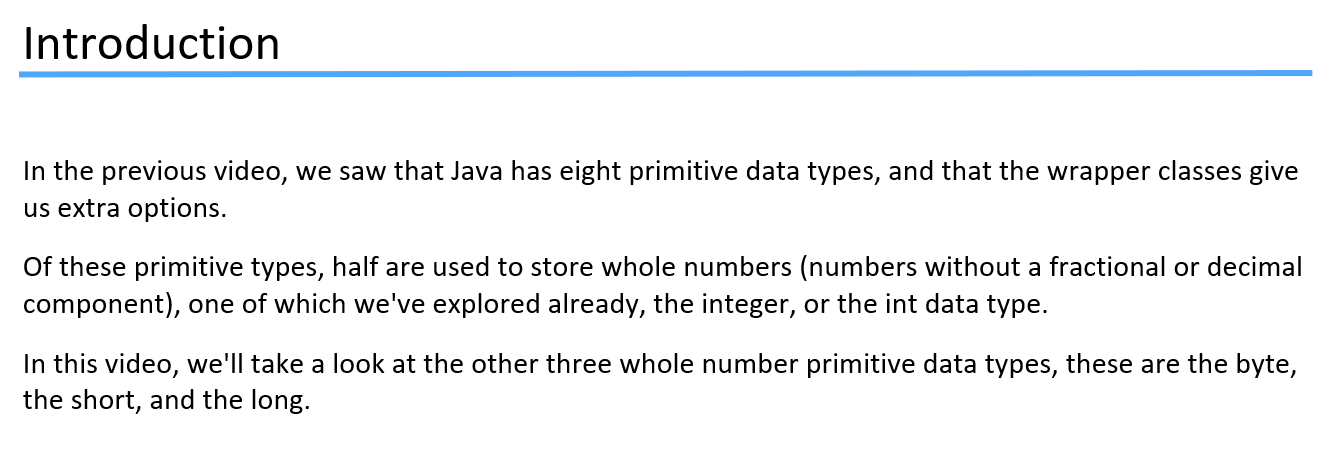 Introduction
In the previous video, we saw that Java has eight primitive data types, and that the wrapper classes give
us extra options.
Of these primitive types, half are used to store whole numbers (numbers without a fractional or decimal
component), one of which we've explored already, the integer, or the int data type.
In this video, we'll take a look at the other three whole number primitive data types, these are the byte,
the short, and the long.